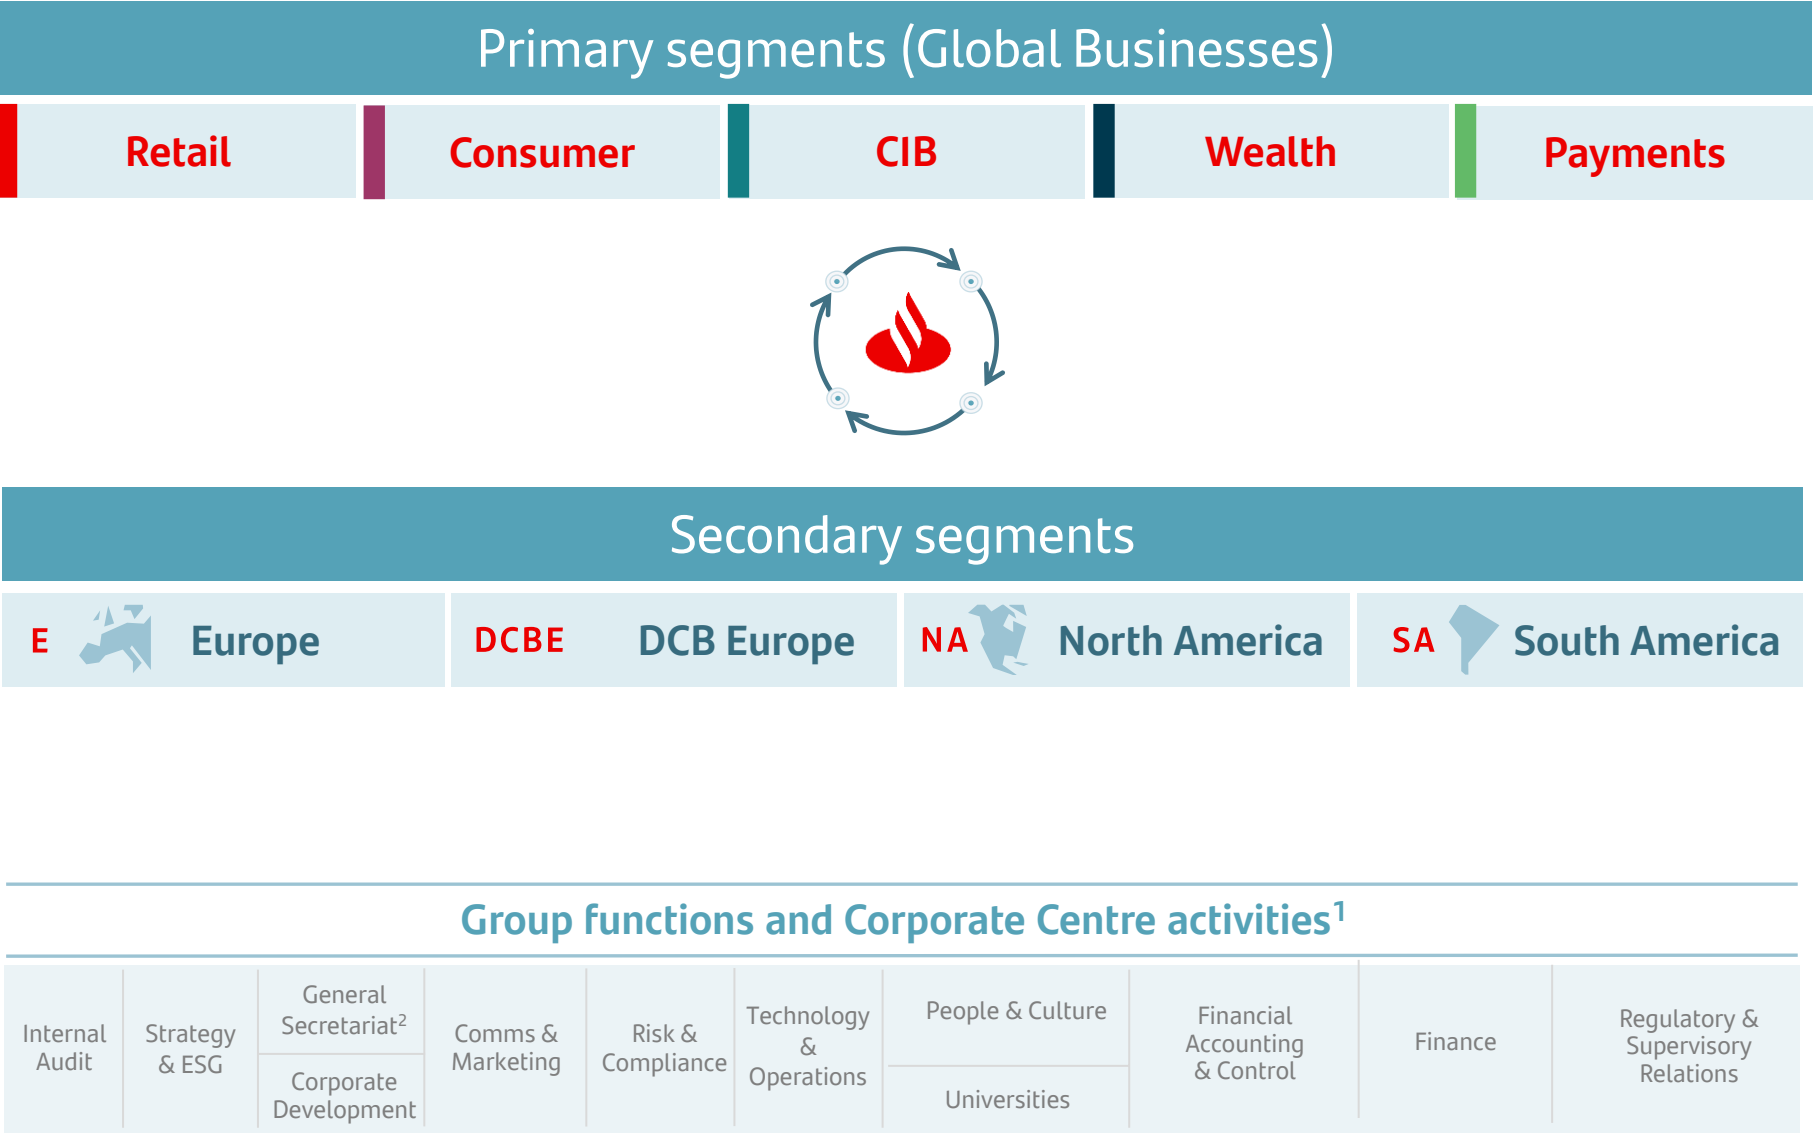 Primary segments (Global Businesses)
Retail
Consumer
CIB
Wealth
Payments
Secondary segments
E
Europe
DCBE
DCB Europe
NA
North America
SA
South America
Group functions and Corporate Centre activities¹
Internal
Audit
Strategy
& ESG
General
Secretariat²
Corporate
Development
Comms &
Marketing
Risk &
Compliance
Technology
&
Operations
People & Culture
Universities
Financial
Accounting
& Control
Finance
Regulatory &
Supervisory
Relations